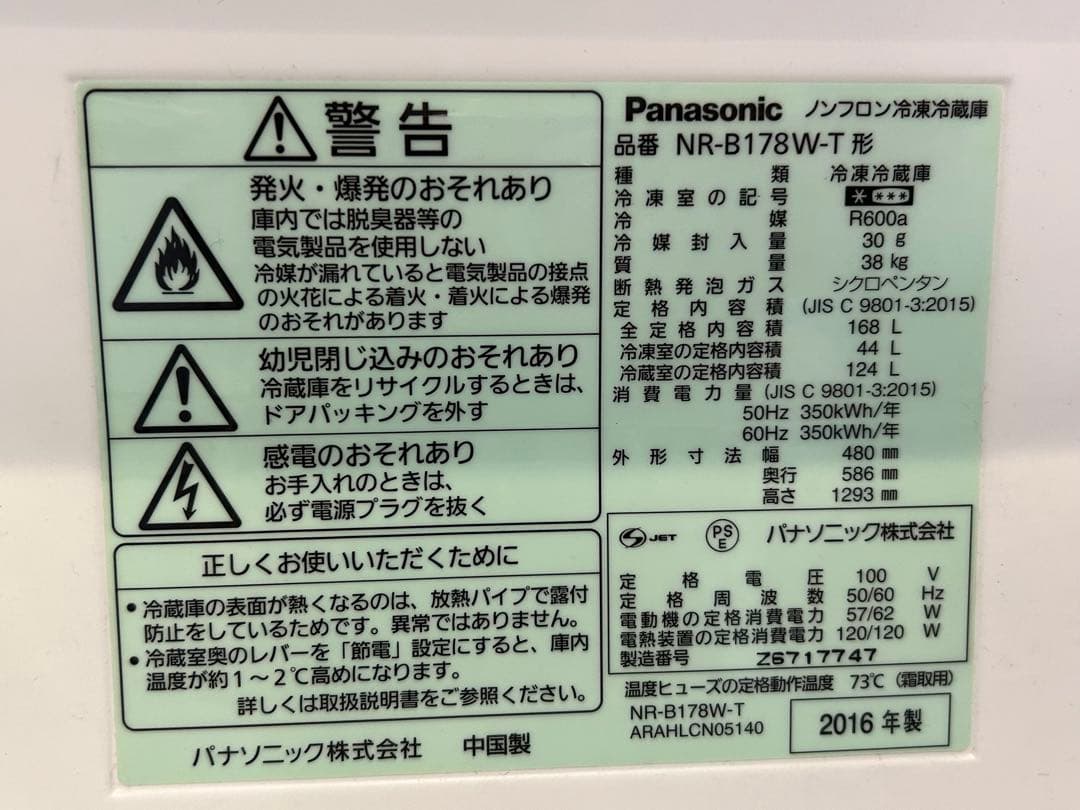 警告
発火・爆発のおそれあり
庫内では脱臭器等の
電気製品を使用しない
冷媒が漏れていると電気製品の接点
の火花による着火・着火による爆発
のおそれがあります
幼児閉じ込みのおそれあり
冷蔵庫をリサイクルするときは、
ドアパッキングを外す
感電のおそれあり
お手入れのときは、
必ず電源プラグを抜く
正しくお使いいただくために
・冷蔵庫の表面が熱くなるのは、放熱パイプで露付
防止をしているためです。異常ではありません。
・冷蔵室奥のレバーを「節電」設定にすると、庫内
温度が約1～2℃高めになります。
詳しくは取扱説明書をご参照ください。
パナソニック株式会社 中国製
Panasonic ノンフロン冷凍冷蔵庫
品番 NR-B178W-T 形
種類 冷凍冷蔵庫
冷凍室の記号 * ***
冷媒 R600a
冷媒封入量 30 g
質量 38 kg
断熱発泡ガス シクロペンタン
定格内容積 (JIS C 9801-3:2015)
全定格内容積 168 L
冷凍室の定格内容積 44 L
冷蔵室の定格内容積 124 L
消費電力量 (JIS C 9801-3:2015)
50Hz 350kWh/年
60Hz 350kWh/年
外形寸法 幅 480 mm
奥行 586 mm
高さ 1293 mm
JET PSE パナソニック株式会社
定格電圧 100 V
定格周波数 50/60 Hz
電動機の定格消費電力 57/62 W
電熱装置の定格消費電力 120/120 W
製造番号 Z6717747
温度ヒューズの定格動作温度 73℃ (霜取用)
NR-B178W-T
ARAHLCN05140
2016年製